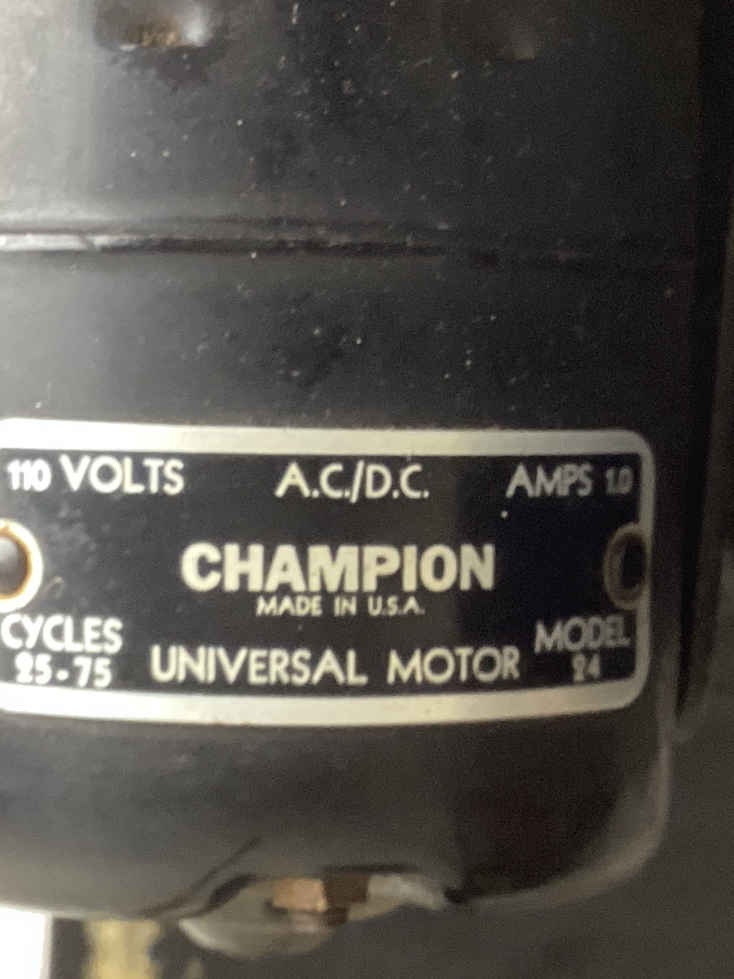 110 VOLTS A.C./D.C. AMPS 1.0
CHAMPION
MADE IN U.S.A.
CYCLES MODEL
25-75 UNIVERSAL MOTOR 24